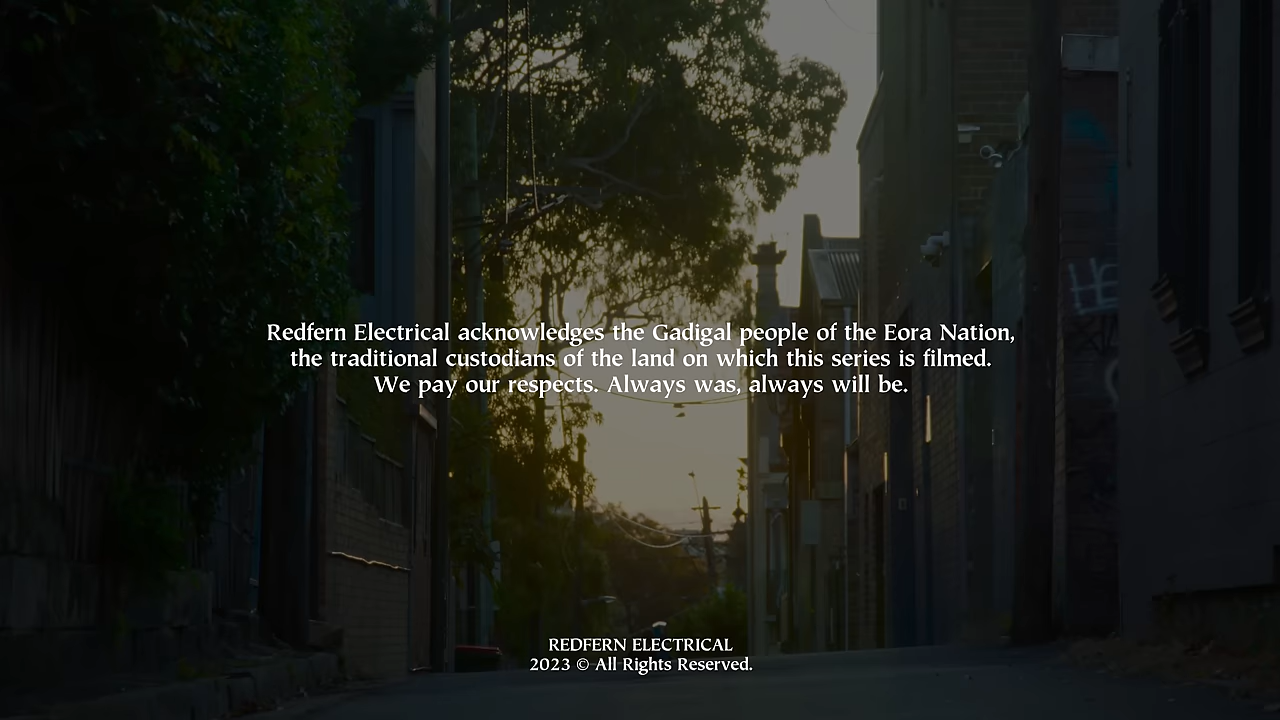 Redfern Electrical acknowledges the Gadigal people of the Eora Nation,
the traditional custodians of the land on which this series is filmed.
We pay our respects. Always was, always will be.
REDFERN ELECTRICAL
2023 © All Rights Reserved.